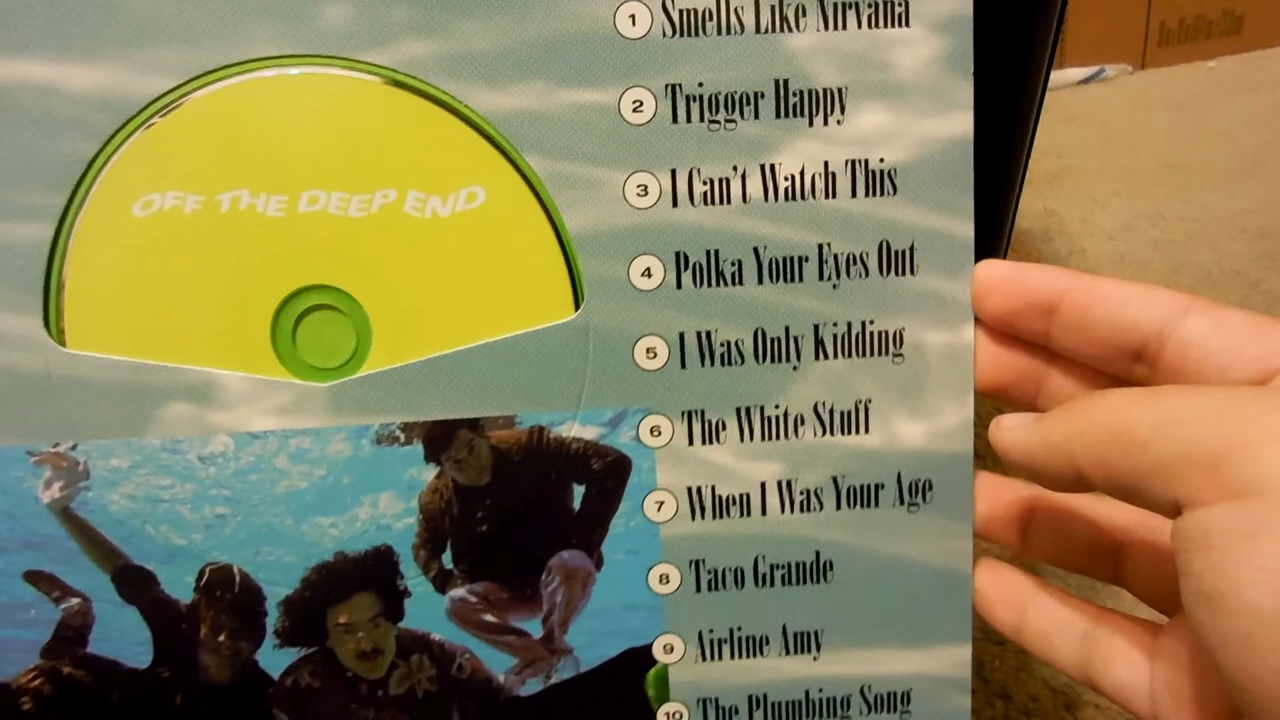 OFF THE DEEP END
1 Smells Like Nirvana
2 Trigger Happy
3 I Can't Watch This
4 Polka Your Eyes Out
5 I Was Only Kidding
6 The White Stuff
7 When I Was Your Age
8 Taco Grande
9 Airline Amy
10 The Plumbing Song